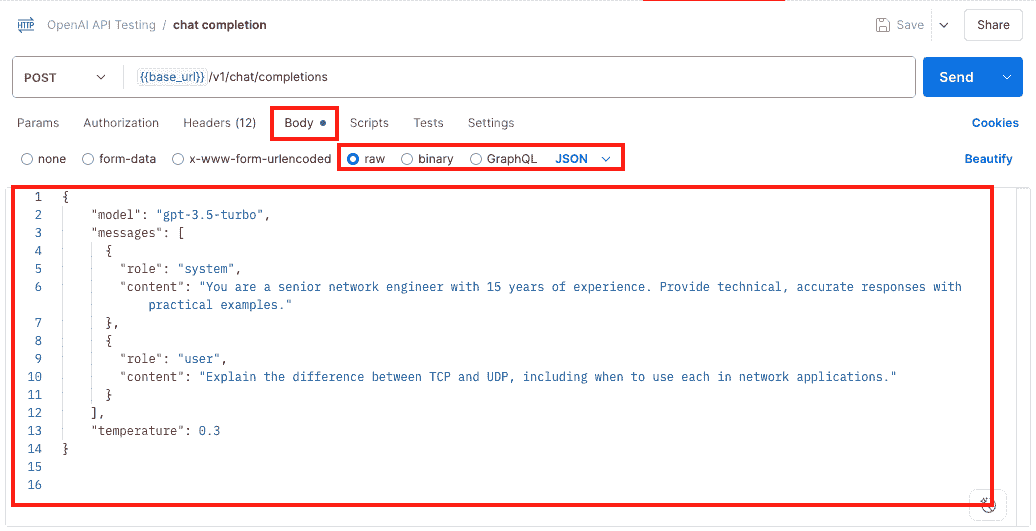 HTTP OpenAI API Testing / chat completion Save Share
POST {{base_url}}/v1/chat/completions Send
Params Authorization Headers (12) Body Scripts Tests Settings Cookies
none form-data x-www-form-urlencoded raw binary GraphQL JSON Beautify
1 {
2 "model": "gpt-3.5-turbo",
3 "messages": [
4 {
5 "role": "system",
6 "content": "You are a senior network engineer with 15 years of experience. Provide technical, accurate responses with
practical examples."
7 },
8 {
9 "role": "user",
10 "content": "Explain the difference between TCP and UDP, including when to use each in network applications."
11 }
12 ],
13 "temperature": 0.3
14 }
15
16